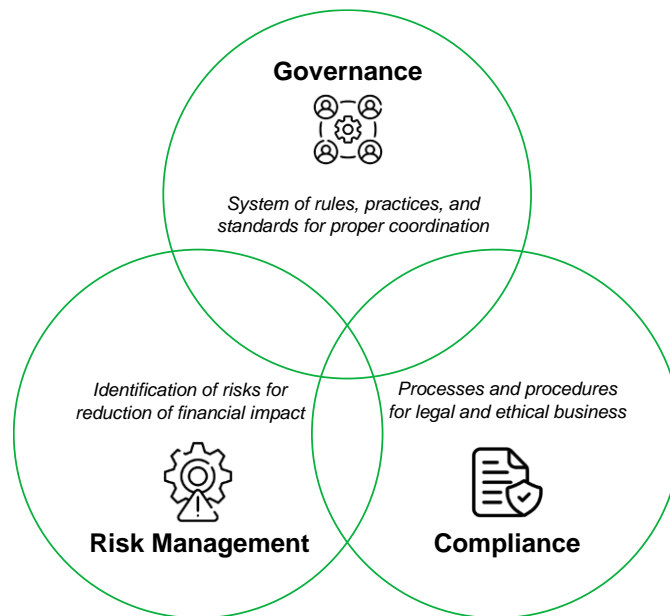 Governance
System of rules, practices, and
standards for proper coordination
Identification of risks for
reduction of financial impact
Risk Management
Processes and procedures
for legal and ethical business
Compliance